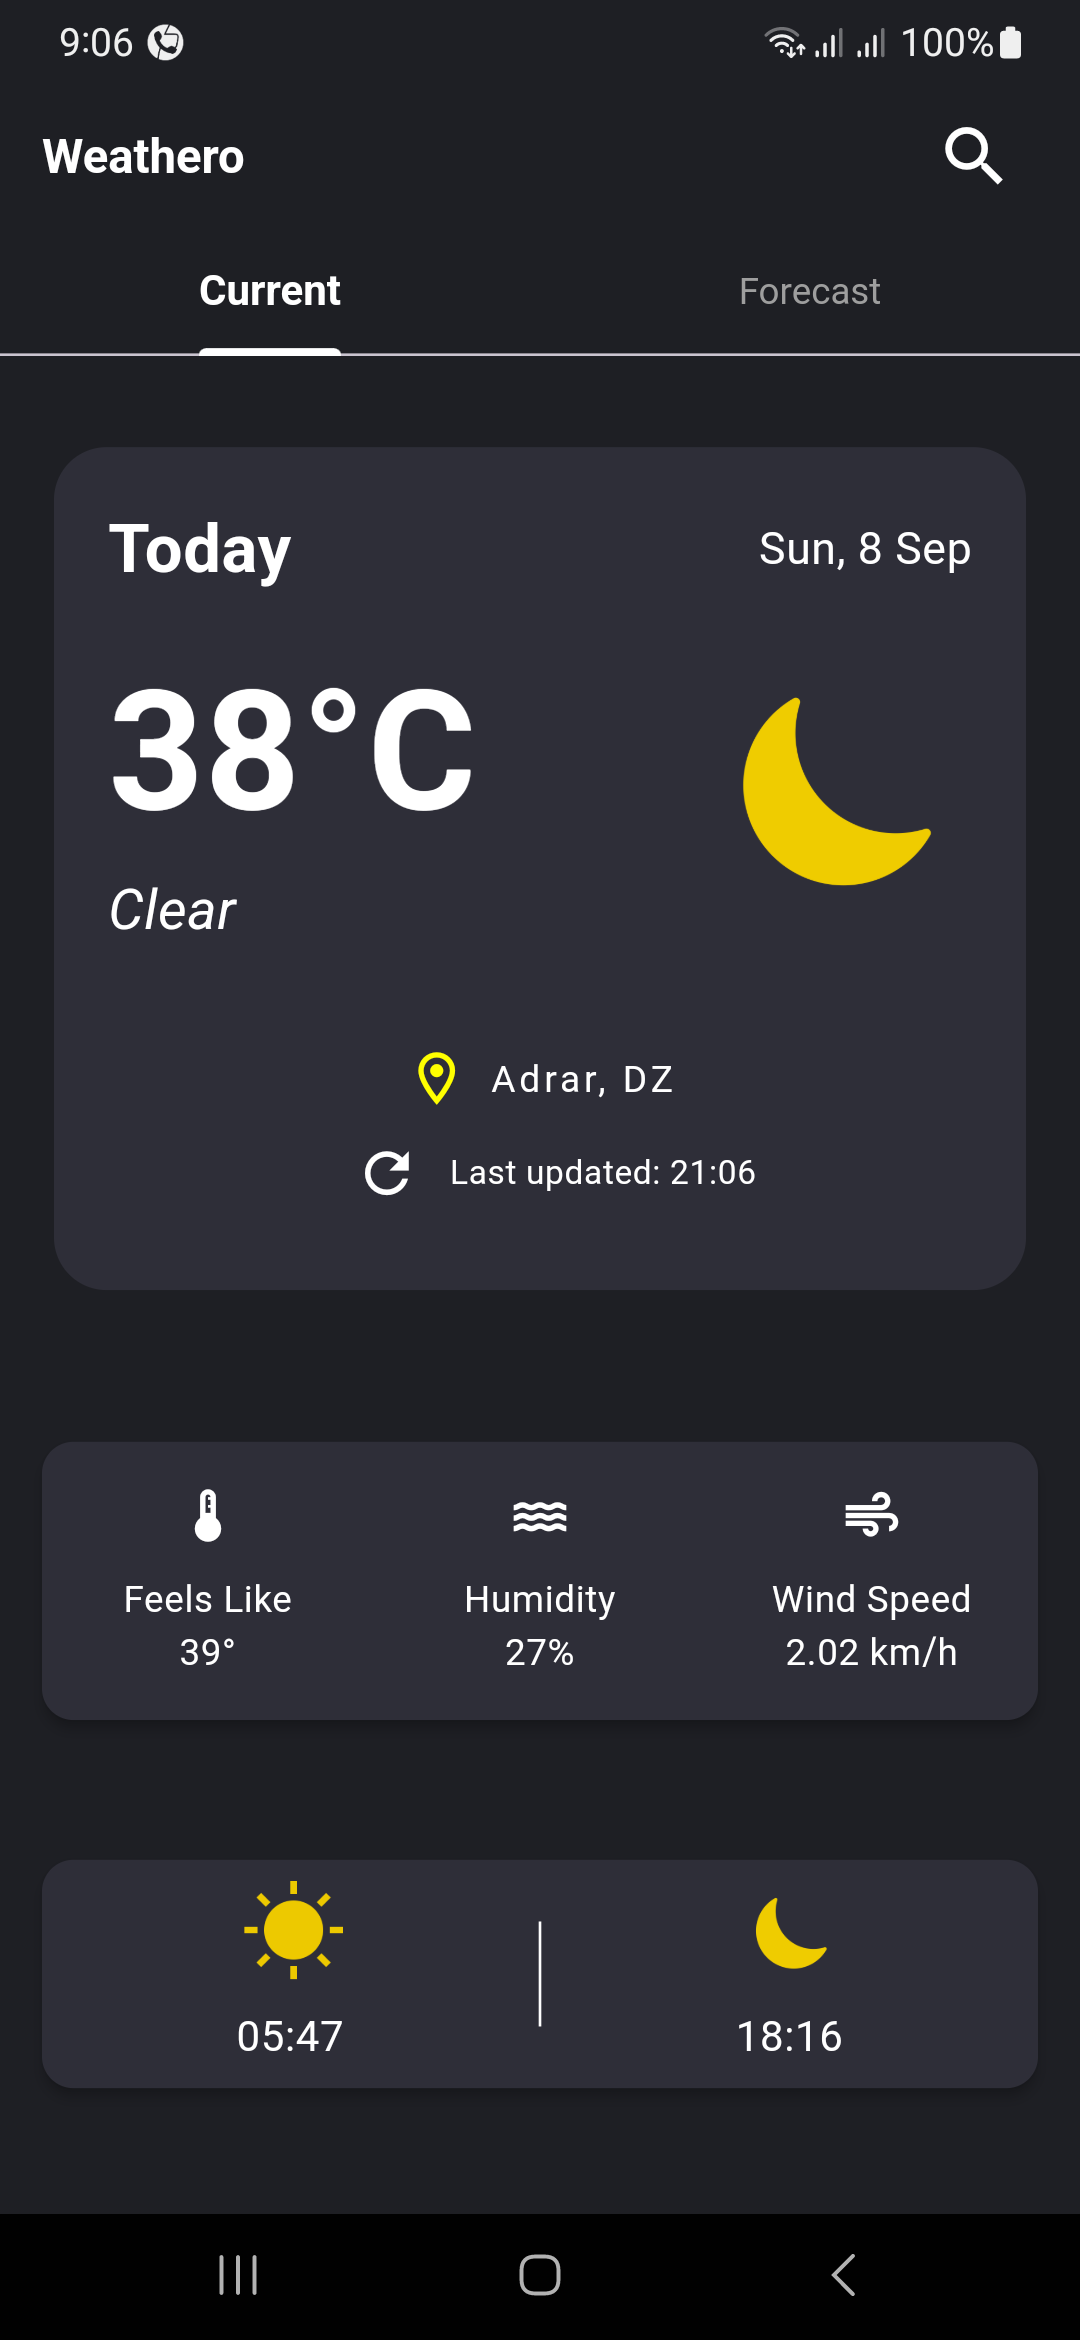 9:06 100%
Weathero
Current Forecast
Today Sun, 8 Sep
38°C
Clear
Adrar, DZ
Last updated: 21:06
Feels Like Humidity Wind Speed
39° 27% 2.02 km/h
05:47 18:16